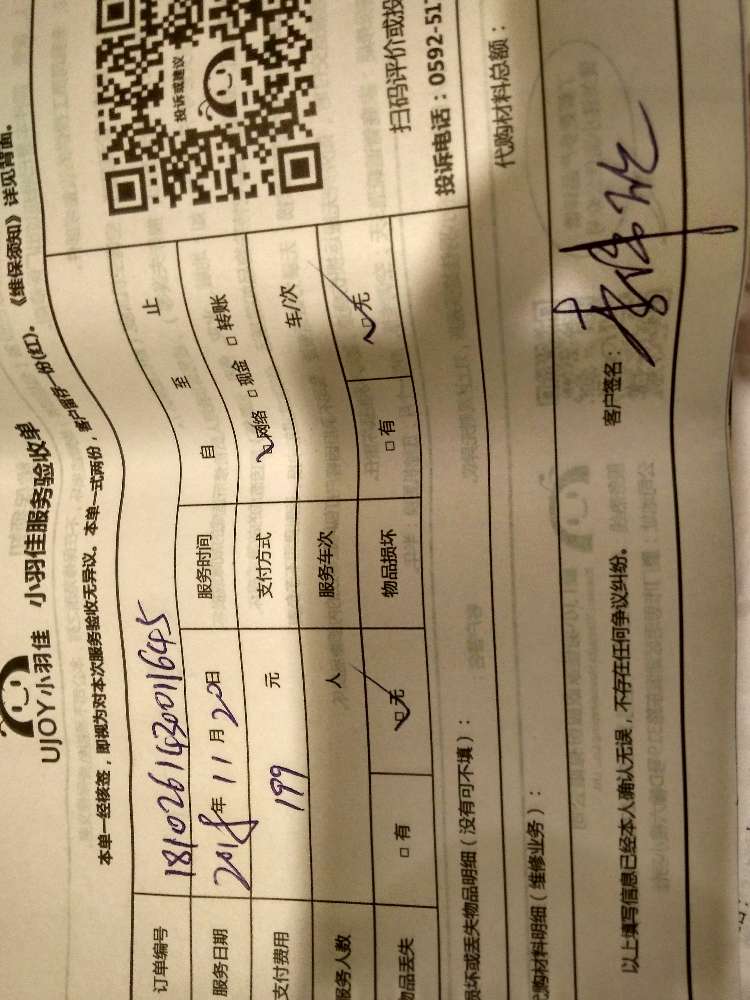 UJOY小羽佳 小羽佳服务验收单
本单一经核签，即视为对本次服务验收无异议。本单一式两份，客户留存一份(红)。《维保须知》详见背面。
订单编号 181026143001164 5
服务日期 2018年11月20日 服务时间 自 至 止
支付费用 199 元 支付方式 网络 □现金 □转账
服务人数 人 服务车次 车/次
物品丢失 □有 □无 物品损坏 □有 □无
损坏或丢失物品明细（没有可不填）：
代购材料明细（维修业务）：
代购材料总额：
以上填写信息已经本人确认无误，不存在任何争议纠纷。
客户签名：
投诉或建议
扫码评价或投
投诉电话：0592-51